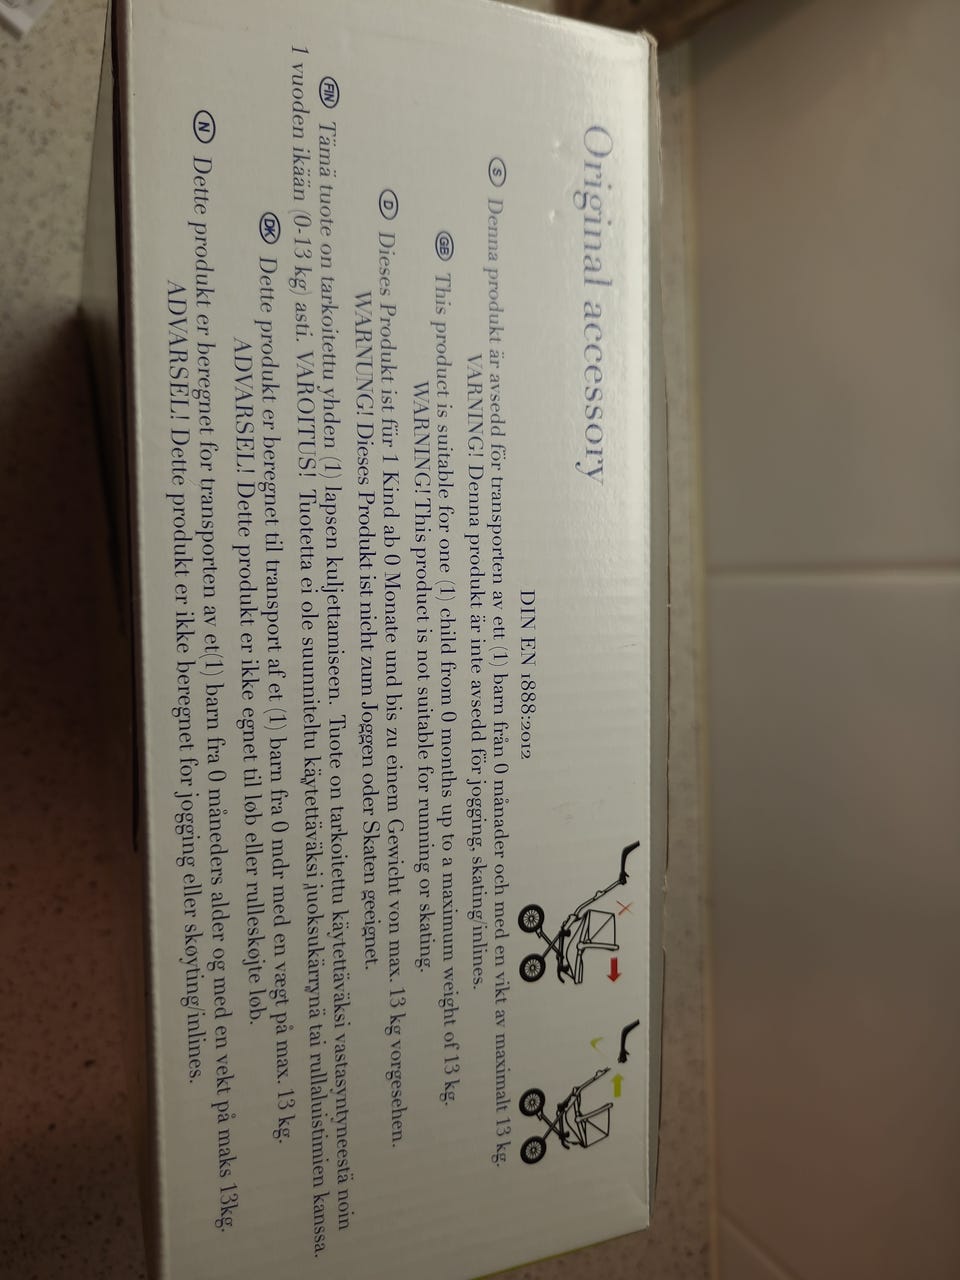 Original accessory
DIN EN 1888:2012
S Denna produkt är avsedd för transporten av ett (1) barn från 0 månader och med en vikt av maximalt 13 kg.
VARNING! Denna produkt är inte avsedd för jogging, skating/inlines.
GB This product is suitable for one (1) child from 0 months up to a maximum weight of 13 kg.
WARNING! This product is not suitable for running or skating.
D Dieses Produkt ist für 1 Kind ab 0 Monate und bis zu einem Gewicht von max. 13 kg vorgesehen.
WARNUNG! Dieses Produkt ist nicht zum Joggen oder Skaten geeignet.
FIN Tämä tuote on tarkoitettu yhden (1) lapsen kuljettamiseen. Tuote on tarkoitettu käytettäväksi vastasyntyneestä noin
1 vuoden ikään (0-13 kg) asti. VAROITUS! Tuotetta ei ole suunniteltu käytettäväksi juoksukärrynä tai rullaluistimien kanssa.
DK Dette produkt er beregnet til transport af et (1) barn fra 0 mdr med en vægt på max. 13 kg.
ADVARSEL! Dette produkt er ikke egnet til løb eller rulleskøjte løb.
N Dette produkt er beregnet for transporten av et(1) barn fra 0 måneders alder og med en vekt på maks 13kg.
ADVARSEL! Dette produkt er ikke beregnet for jogging eller skøyting/inlines.